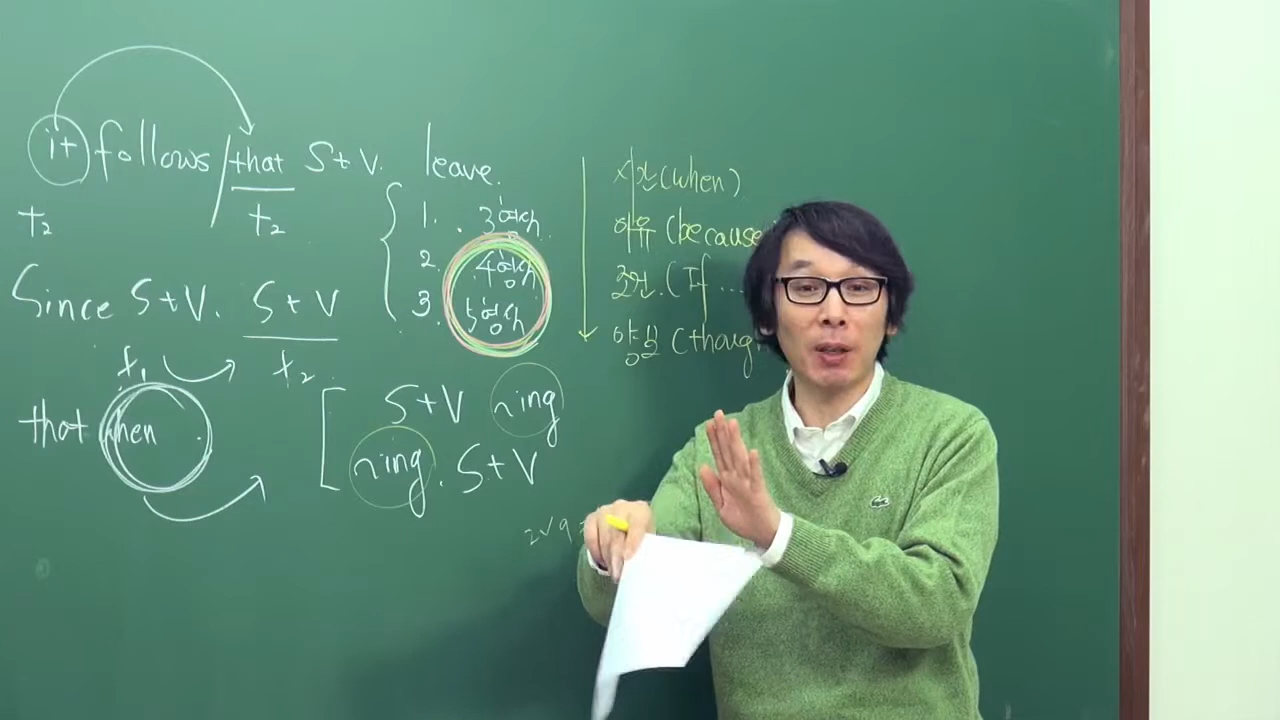 it follows / that S+V.
t₂ t₂
Since S+V. S+V
t₁ t₂
that when
leave.
1. 3형식
2. 4형식
3. 5형식
S+V ~ing
~ing. S+V
시간 (when)
이유 (because
조건. (If ...
양보 (thoug